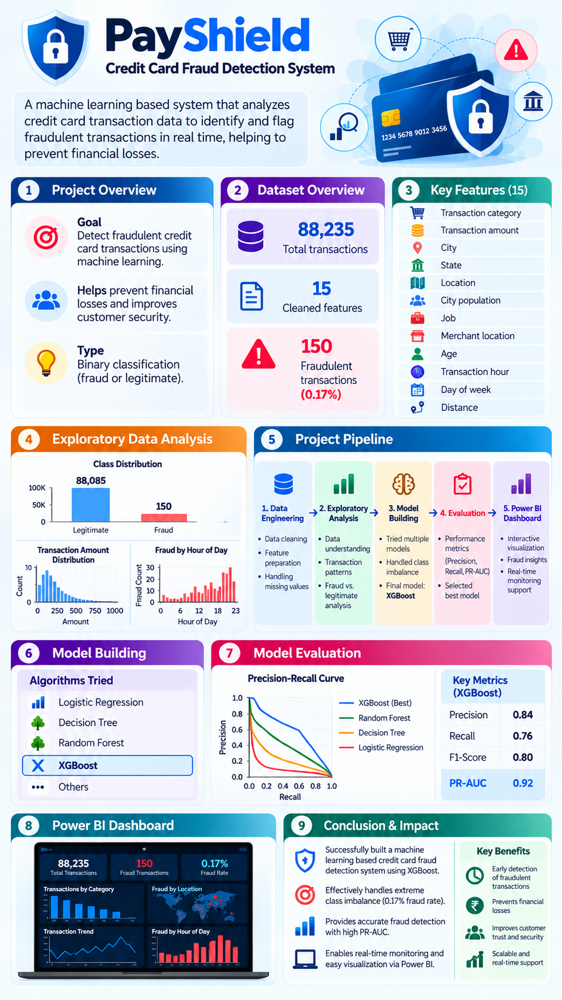 PayShield
Credit Card Fraud Detection System
A machine learning based system that analyzes
credit card transaction data to identify and flag
fraudulent transactions in real time, helping to
prevent financial losses.
1234 5678 9012 3456
1 Project Overview
Goal
Detect fraudulent credit
card transactions using
machine learning.
Helps prevent financial
losses and improves
customer security.
Type
Binary classification
(fraud or legitimate).
2 Dataset Overview
88,235
Total transactions
15
Cleaned features
150
Fraudulent
transactions
(0.17%)
3 Key Features (15)
Transaction category
Transaction amount
City
State
Location
City population
Job
Merchant location
Age
Transaction hour
Day of week
Distance
4 Exploratory Data Analysis
Class Distribution
88,085
150
100K
50K
0
Legitimate
Fraud
Transaction Amount
Distribution
Count
10
0
0 250 500 750 1000
Amount
Fraud by Hour of Day
Fraud Count
30
20
10
0
0 6 12 18 23
Hour of Day
5 Project Pipeline
1. Data
Engineering
• Data cleaning
• Feature
preparation
• Handling
missing values
2. Exploratory
Analysis
• Data
understanding
• Transaction
patterns
• Fraud vs.
legitimate
analysis
3. Model
Building
• Tried multiple
models
• Handled class
imbalance
• Final model:
XGBoost
4. Evaluation
• Performance
metrics
(Precision,
Recall, PR-AUC)
• Selected
best model
5. Power BI
Dashboard
• Interactive
visualization
• Fraud insights
• Real-time
monitoring
support
6 Model Building
Algorithms Tried
Logistic Regression
Decision Tree
Random Forest
XGBoost
Others
7 Model Evaluation
Precision-Recall Curve
Precision
1.0
0.8
0.6
0.4
0.2
0.0
0.0 0.2 0.4 0.6 0.8 1.0
Recall
XGBoost (Best)
Random Forest
Decision Tree
Logistic Regression
Key Metrics
(XGBoost)
Precision 0.84
Recall 0.76
F1-Score 0.80
PR-AUC 0.92
8 Power BI Dashboard
88,235
Total Transactions
150
Fraud Transactions
0.17%
Fraud Rate
Transactions by Category
Fraud by Location
Transaction Trend
Fraud by Hour of Day
9 Conclusion & Impact
Successfully built a machine
learning based credit card fraud
detection system using XGBoost.
Effectively handles extreme
class imbalance (0.17% fraud rate).
Provides accurate fraud detection
with high PR-AUC.
Enables real-time monitoring and
easy visualization via Power BI.
Key Benefits
Early detection
of fraudulent
transactions
Prevents financial
losses
Improves customer
trust and security
Scalable and
real-time support